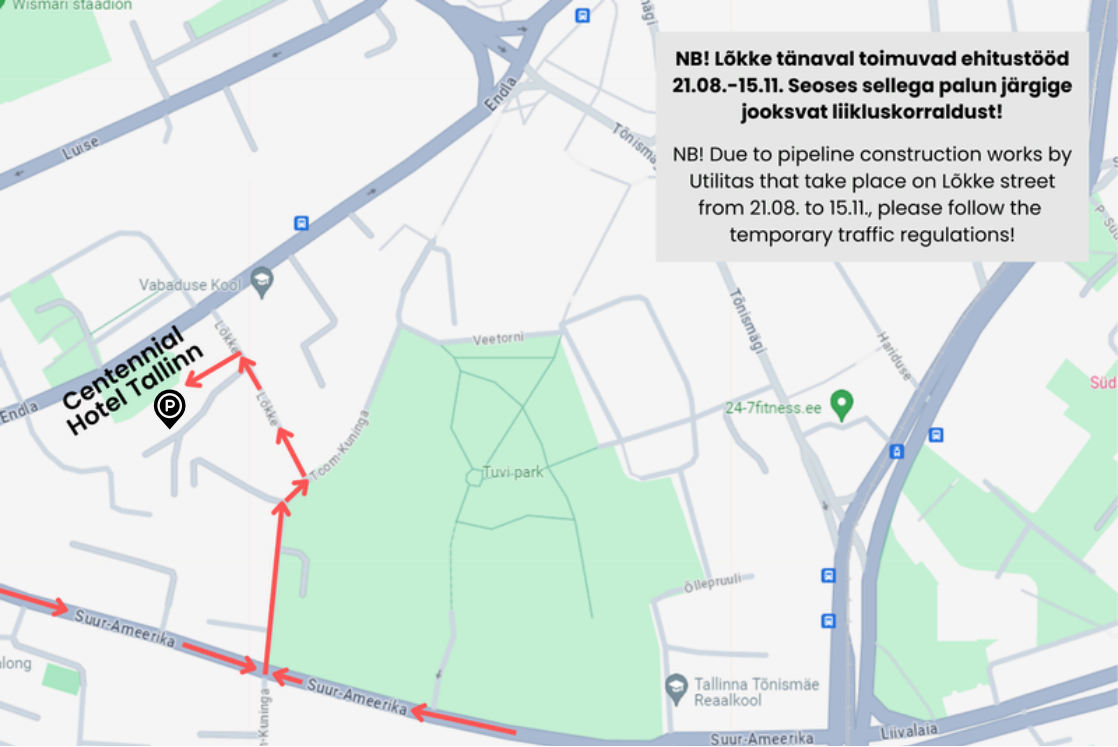 Wismari staadion
NB! Lõkke tänaval toimuvad ehitustööd
21.08.-15.11. Seoses sellega palun järgige
jooksvat liikluskorraldust!
NB! Due to pipeline construction works by
Utilitas that take place on Lõkke street
from 21.08. to 15.11., please follow the
temporary traffic regulations!
Endla
Luise
Vabaduse Kool
Lõkke
Centennial
Hotel Tallinn
P
Endla
Lõkke
Toom-Kuninga
Veetorni
Tõnismägi
Hariduse
24-7fitness.ee
Tuvi park
Õllepruuli
Suur-Ameerika
Suur-Ameerika
Tallinna Tõnismäe
Reaalkool
Suur-Ameerika
Liivalaia